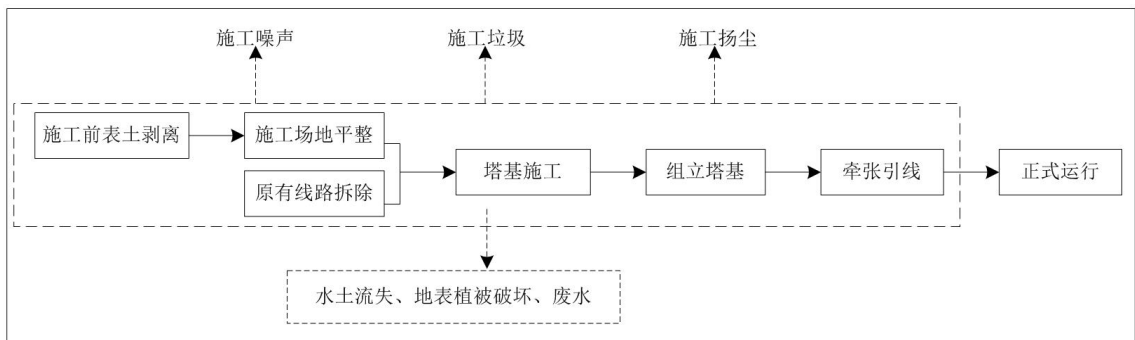 施工噪声
施工垃圾
施工扬尘
施工前表土剥离
施工场地平整
原有线路拆除
塔基施工
组立塔基
牵张引线
正式运行
水土流失、地表植被破坏、废水